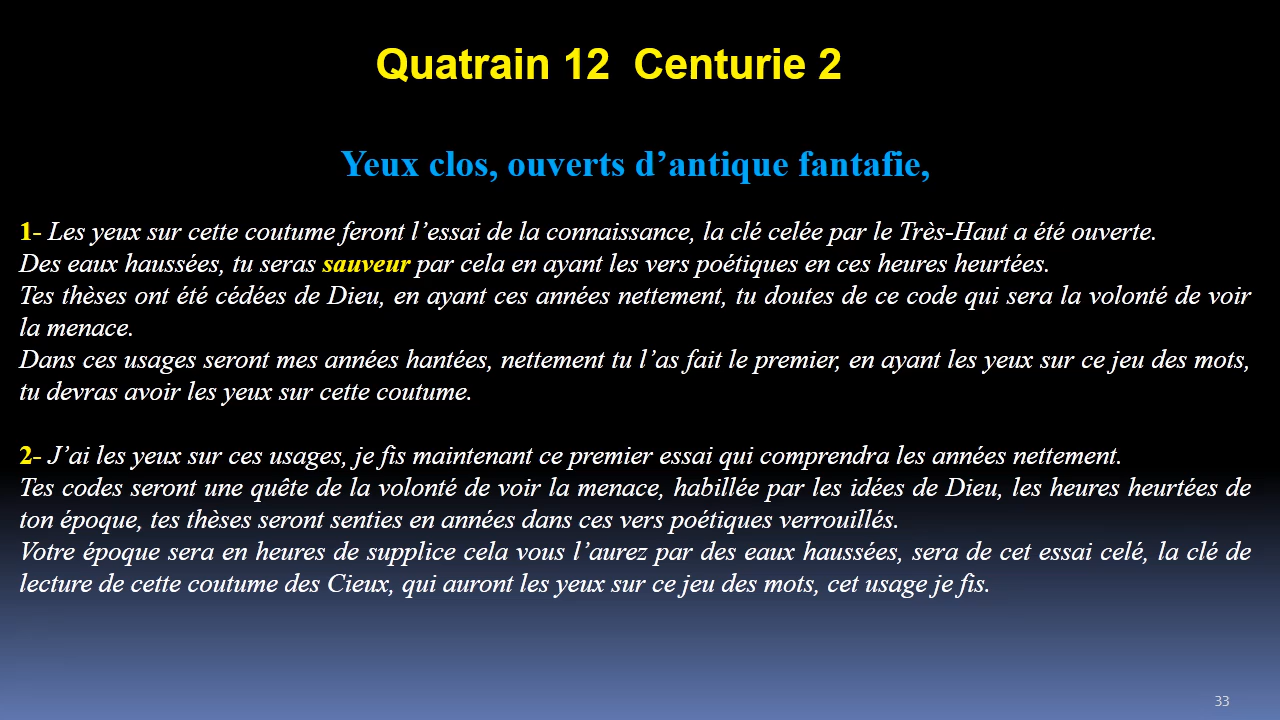 Quatrain 12 Centurie 2
Yeux clos, ouverts d’antique fantafie,
1- Les yeux sur cette coutume feront l’essai de la connaissance, la clé celée par le Très-Haut a été ouverte.
Des eaux haussées, tu seras sauveur par cela en ayant les vers poétiques en ces heures heurtées.
Tes thèses ont été cédées de Dieu, en ayant ces années nettement, tu doutes de ce code qui sera la volonté de voir
la menace.
Dans ces usages seront mes années hantées, nettement tu l’as fait le premier, en ayant les yeux sur ce jeu des mots,
tu devras avoir les yeux sur cette coutume.
2- J’ai les yeux sur ces usages, je fis maintenant ce premier essai qui comprendra les années nettement.
Tes codes seront une quête de la volonté de voir la menace, habillée par les idées de Dieu, les heures heurtées de
ton époque, tes thèses seront senties en années dans ces vers poétiques verrouillés.
Votre époque sera en heures de supplice cela vous l’aurez par des eaux haussées, sera de cet essai celé, la clé de
lecture de cette coutume des Cieux, qui auront les yeux sur ce jeu des mots, cet usage je fis.
33